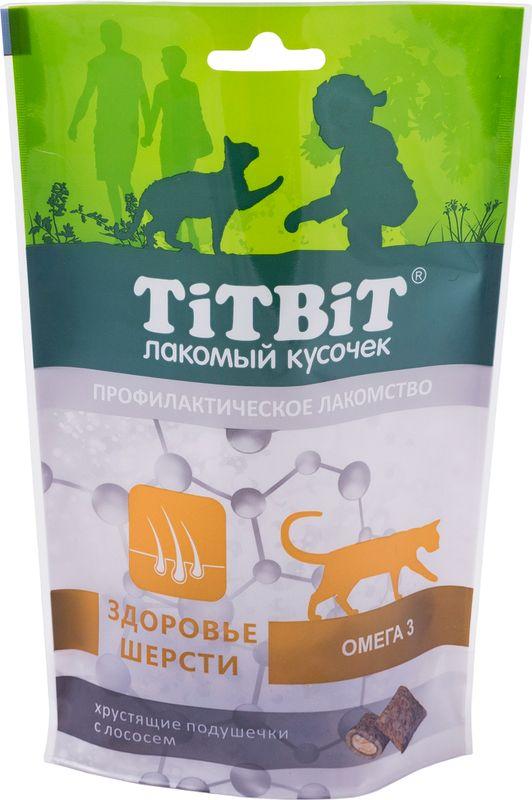 TiTBiT®
лакомый кусочек
ПРОФИЛАКТИЧЕСКОЕ ЛАКОМСТВО
ЗДОРОВЬЕ
ШЕРСТИ
ОМЕГА 3
хрустящие подушечки
с лососем